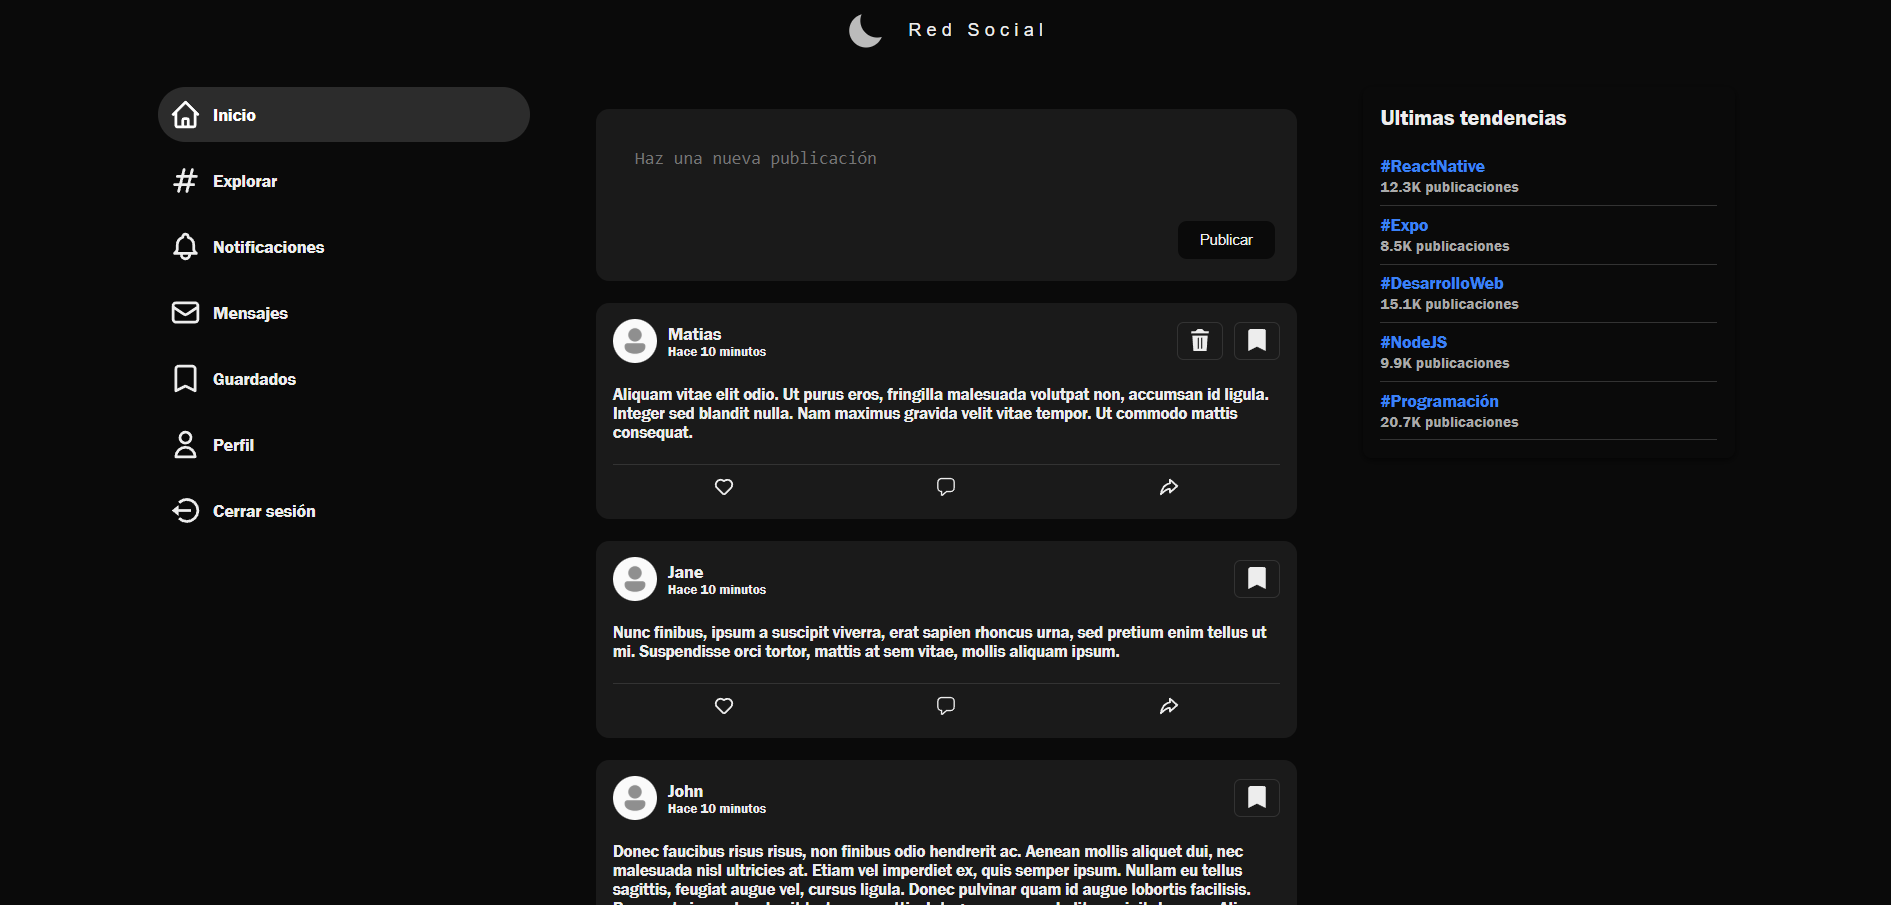 Red Social
Inicio
Explorar
Notificaciones
Mensajes
Guardados
Perfil
Cerrar sesión
Haz una nueva publicación
Publicar
Matias
Hace 10 minutos
Aliquam vitae elit odio. Ut purus eros, fringilla malesuada volutpat non, accumsan id ligula.
Integer sed blandit nulla. Nam maximus gravida velit vitae tempor. Ut commodo mattis
consequat.
Jane
Hace 10 minutos
Nunc finibus, ipsum a suscipit viverra, erat sapien rhoncus urna, sed pretium enim tellus ut
mi. Suspendisse orci tortor, mattis at sem vitae, mollis aliquam ipsum.
John
Hace 10 minutos
Donec faucibus risus risus, non finibus odio hendrerit ac. Aenean mollis aliquet dui, nec
malesuada nisl ultricies at. Etiam vel imperdiet ex, quis semper ipsum. Nullam eu tellus
sagittis, feugiat augue vel, cursus ligula. Donec pulvinar quam id augue lobortis facilisis.
Ultimas tendencias
#ReactNative
12.3K publicaciones
#Expo
8.5K publicaciones
#DesarrolloWeb
15.1K publicaciones
#NodeJS
9.9K publicaciones
#Programación
20.7K publicaciones